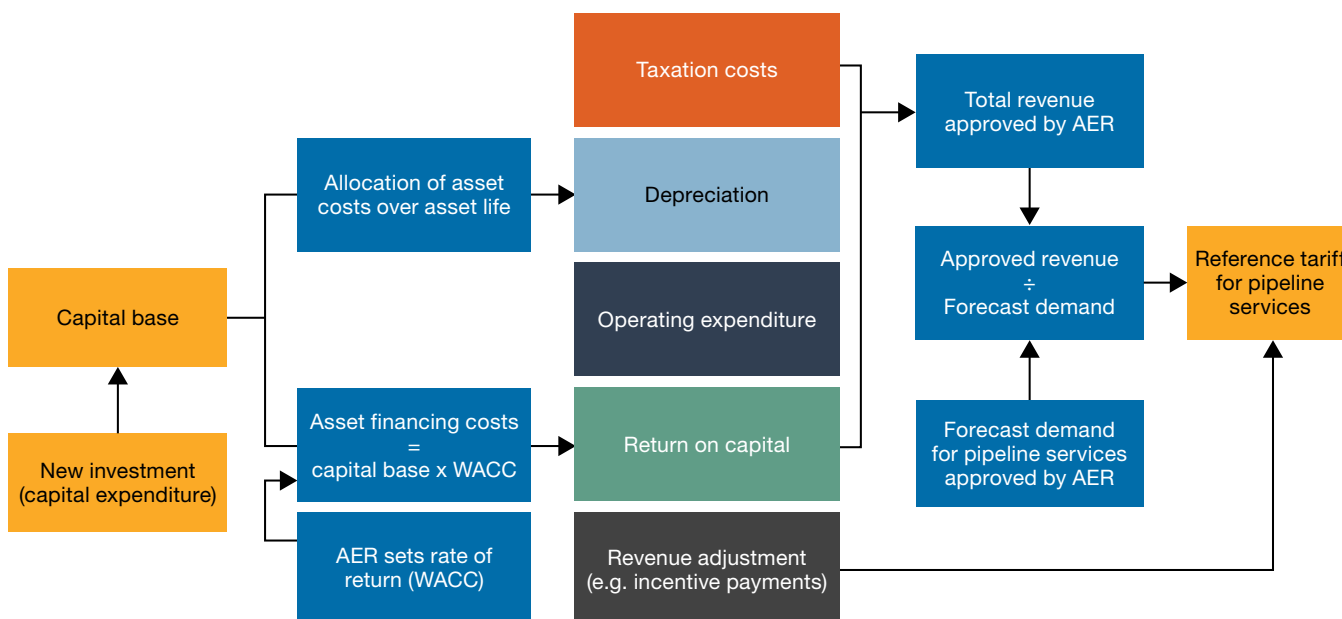 Taxation costs
Total revenue
approved by AER
Allocation of asset
costs over asset life
Depreciation
Capital base
Operating expenditure
Approved revenue
÷
Forecast demand
Reference tariff
for pipeline
services
New investment
(capital expenditure)
Asset financing costs
=
capital base x WACC
Return on capital
Forecast demand
for pipeline services
approved by AER
AER sets rate of
return (WACC)
Revenue adjustment
(e.g. incentive payments)